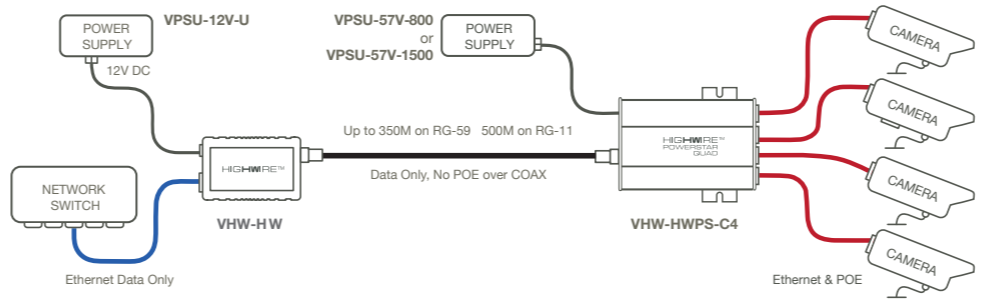 VPSU-12V-U
POWER
SUPPLY
12V DC
VPSU-57V-800
or
VPSU-57V-1500
POWER
SUPPLY
CAMERA
CAMERA
CAMERA
CAMERA
Up to 350M on RG-59 500M on RG-11
Data Only, No POE over COAX
HIGHWIRE™
VHW-HW
HIGHWIRE™
POWERSTAR
QUAD
VHW-HWPS-C4
NETWORK
SWITCH
Ethernet Data Only
Ethernet & POE